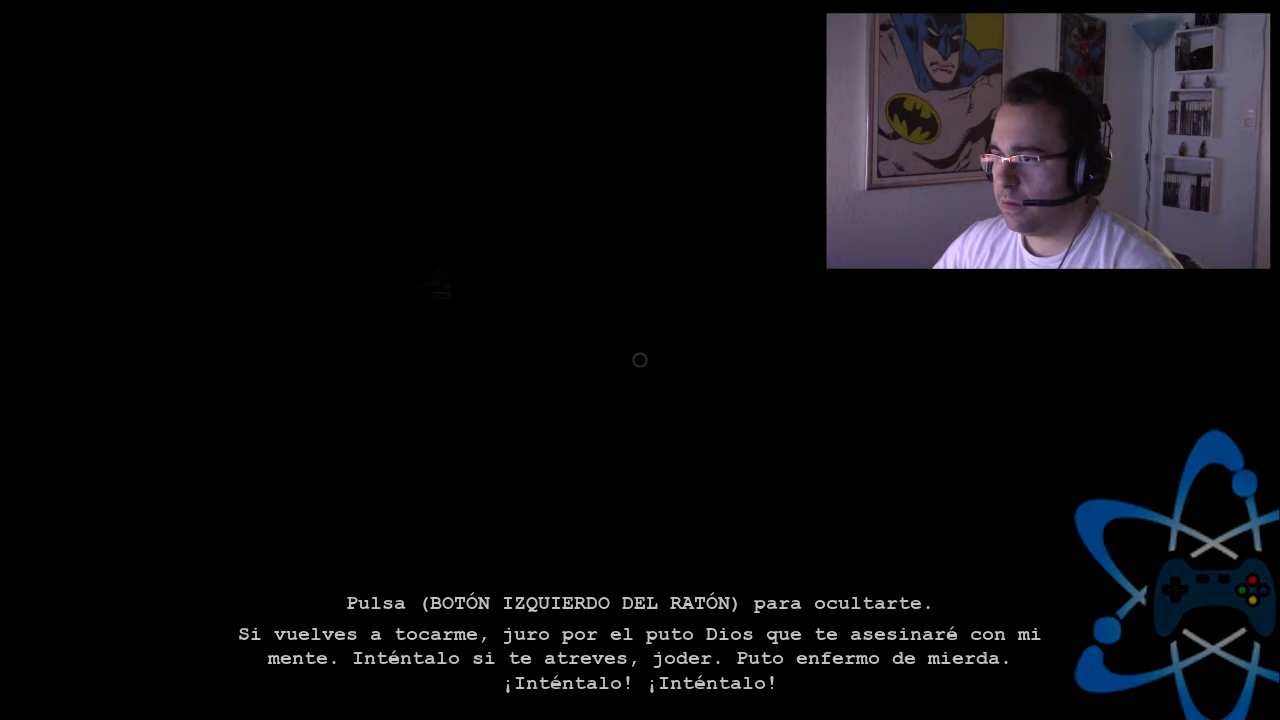 Pulsa (BOTÓN IZQUIERDO DEL RATÓN) para ocultarte.
Si vuelves a tocarme, juro por el puto Dios que te asesinaré con mi
mente. Inténtalo si te atreves, joder. Puto enfermo de mierda.
¡Inténtalo! ¡Inténtalo!